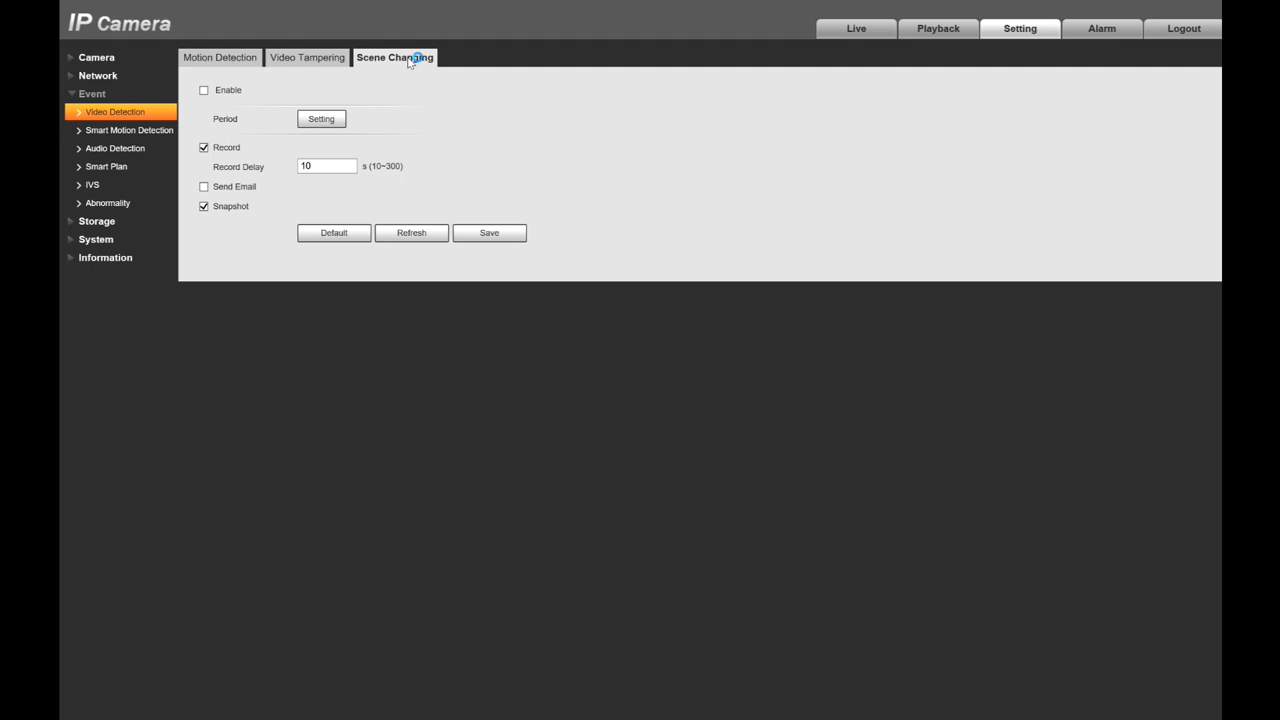 IP Camera
Live
Playback
Setting
Alarm
Logout
Camera
Network
Event
Video Detection
Smart Motion Detection
Audio Detection
Smart Plan
IVS
Abnormality
Storage
System
Information
Motion Detection
Video Tampering
Scene Changing
Enable
Period
Setting
Record
Record Delay
10
s (10~300)
Send Email
Snapshot
Default
Refresh
Save